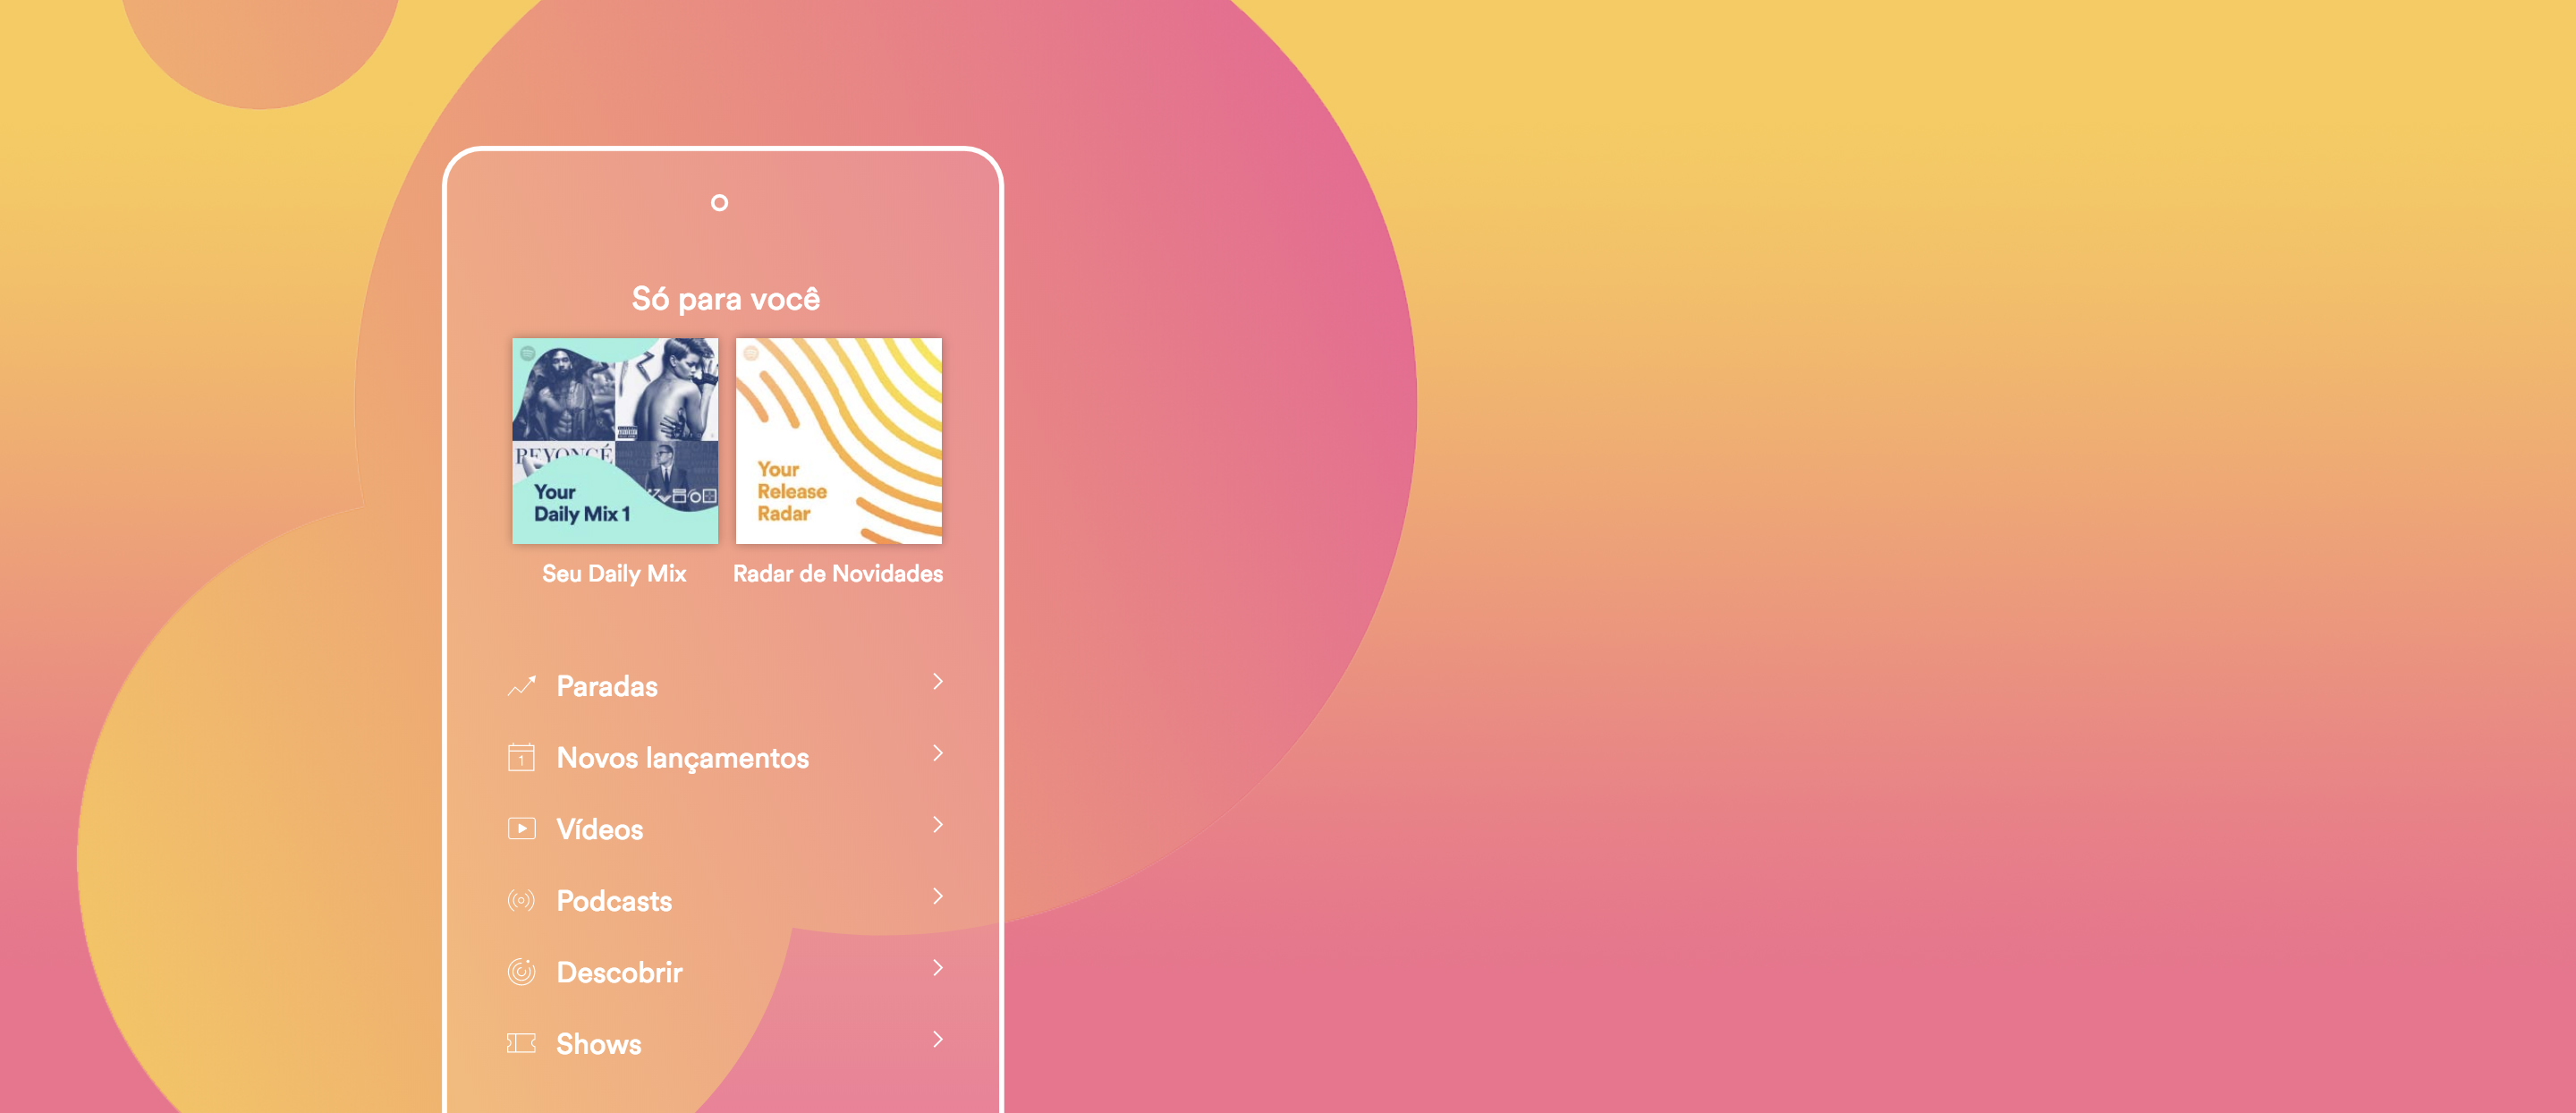 Só para você
BEYONCÉ
Your
Daily Mix 1
Your
Release
Radar
Seu Daily Mix
Radar de Novidades
Paradas
1
Novos lançamentos
Vídeos
Podcasts
Descobrir
Shows